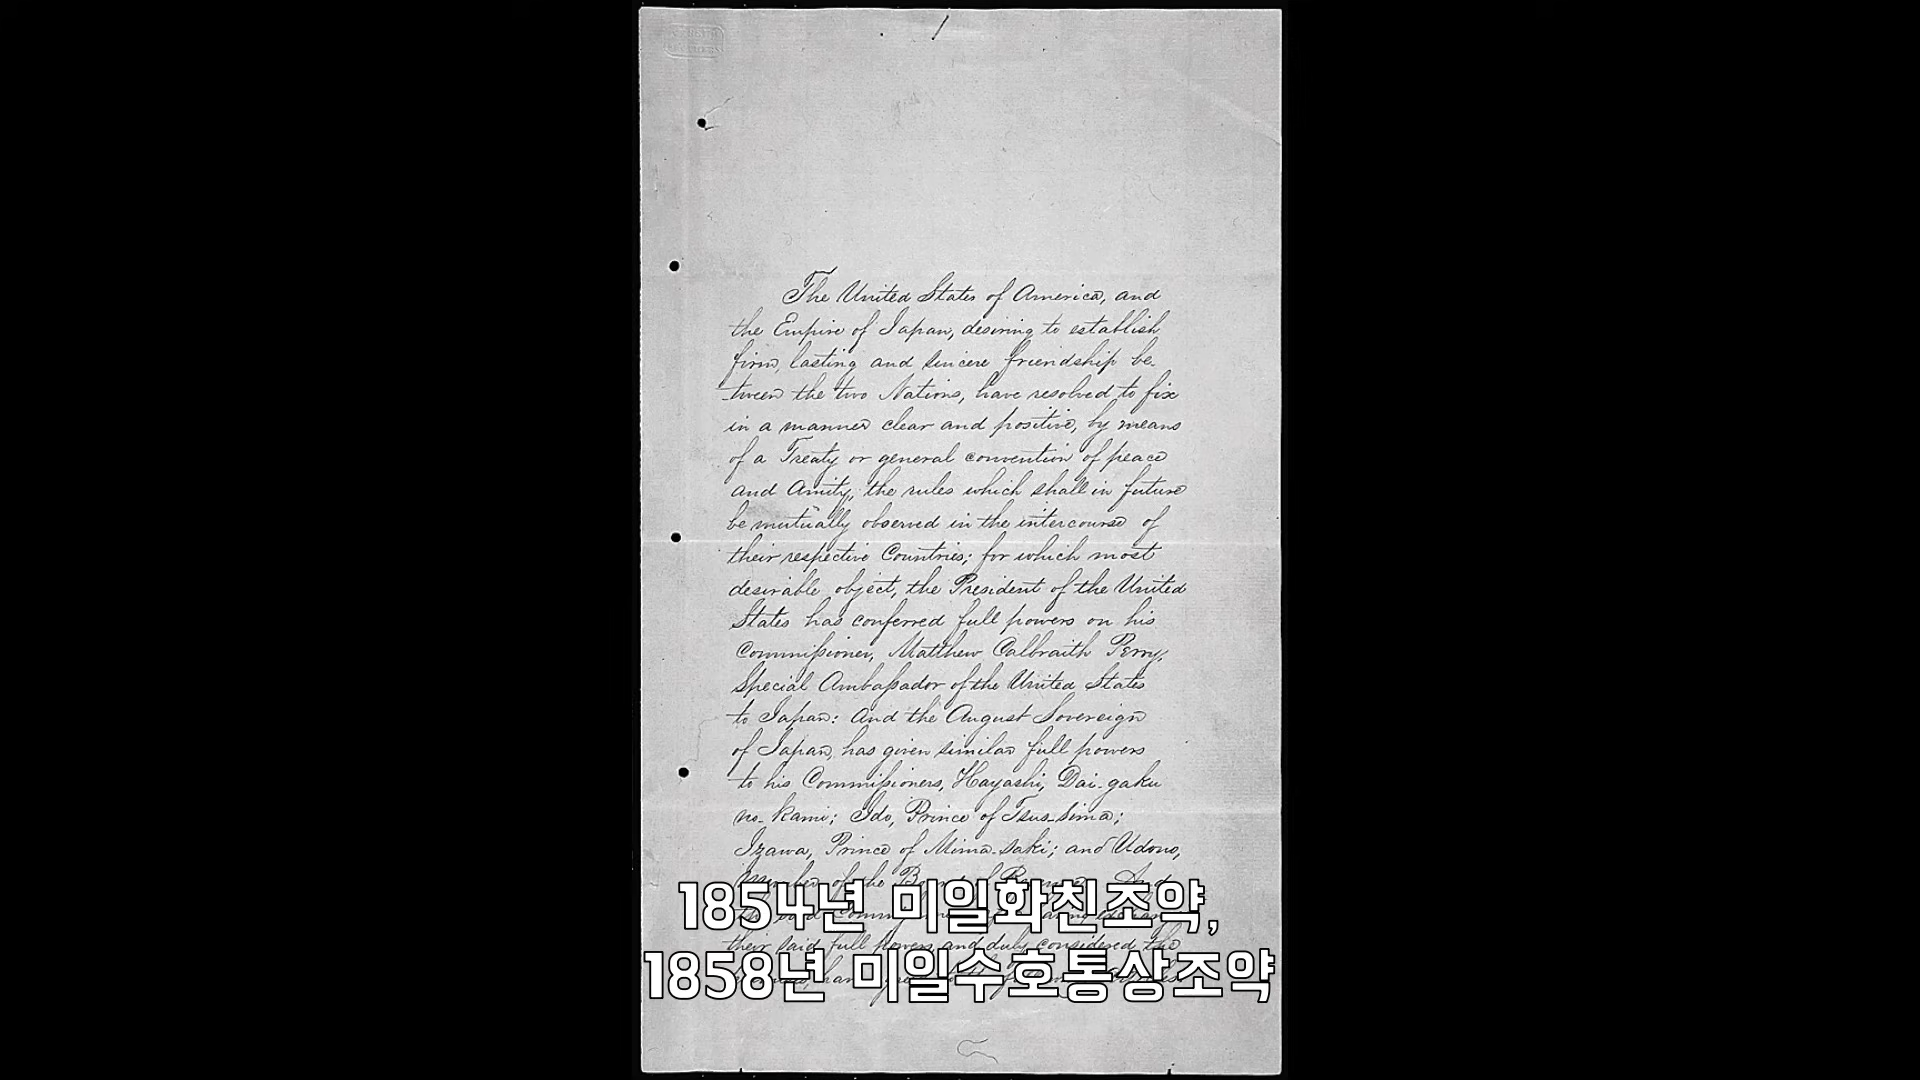 The United States of America, and
the Empire of Japan, desiring to establish
firm, lasting and sincere friendship be-
tween the two Nations, have resolved to fix
in a manner clear and positive, by means
of a Treaty or general convention of peace
and Amity, the rules which shall in future
be mutually observed in the intercourse of
their respective Countries; for which most
desirable object, the President of the United
States has conferred full powers on his
Commissioner, Matthew Calbraith Perry,
Special Ambassador of the United States
to Japan: And the August Sovereign
of Japan, has given similar full powers
to his Commissioners, Hayashi, Dai-gaku
no-kami; Ido, Prince of Tsus-sima;
Izawa, Prince of Mima-saki; and Udono,
Member of the Board of
1854년 미일화친조약,
their said full powers, and duly considered the
1858년 미일수호통상조약